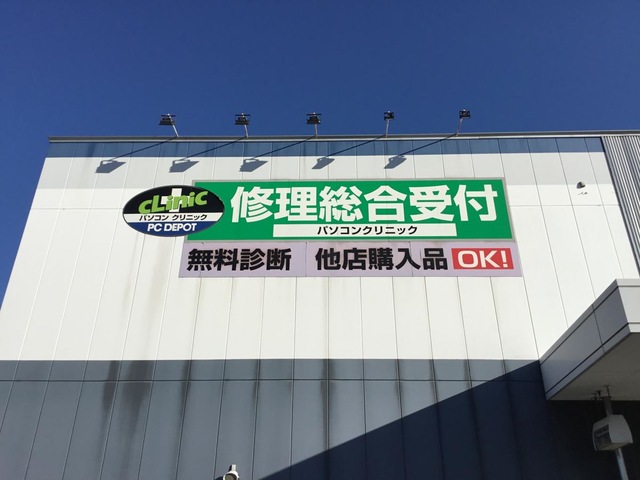 cLinic
パソコン クリニック
PC DEPOT
修理総合受付
パソコンクリニック
無料診断 他店購入品 OK!